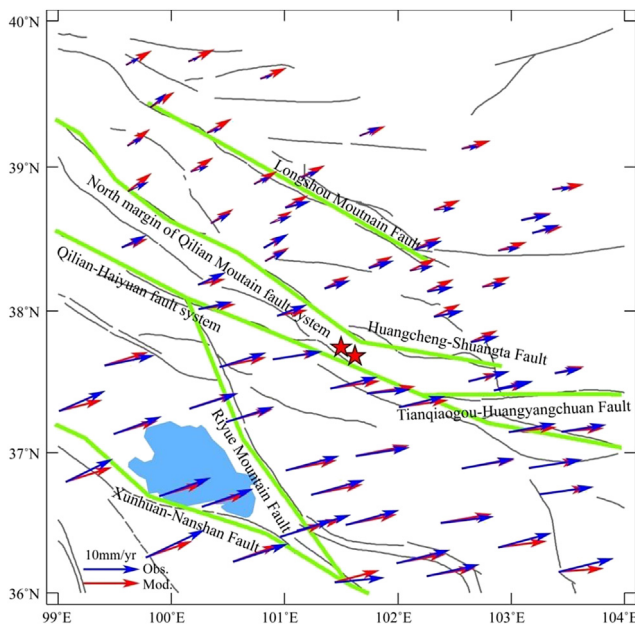 40°N
39°N
38°N
37°N
36°N
Longshou Moutnain Fault
North margin of Qilian Moutain fault system
Qilian-Haiyuan fault system
Huangcheng-Shuangta Fault
Tianqiaogou-Huangyangchuan Fault
Riyue Mountain Fault
Xunhuan-Nanshan Fault
10mm/yr
Obs.
Mod.
99°E
100°E
101°E
102°E
103°E
104°E